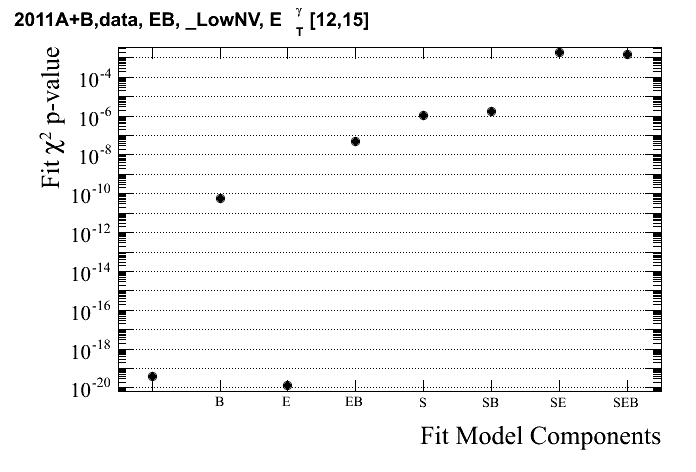 2011A+B,data, EB, _LowNV, E γ T [12,15]
Fit χ² p-value
10⁻⁴
10⁻⁶
10⁻⁸
10⁻¹⁰
10⁻¹²
10⁻¹⁴
10⁻¹⁶
10⁻¹⁸
10⁻²⁰
B E EB S SB SE SEB
Fit Model Components